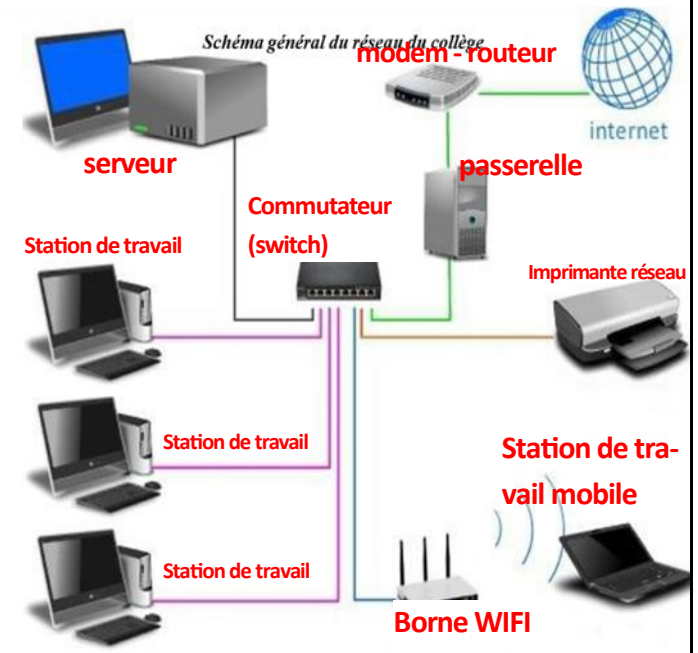 Schéma général du réseau du collège
modem - routeur
internet
serveur
passerelle
Commutateur
(switch)
Station de travail
Imprimante réseau
Station de travail
Station de tra-
vail mobile
Station de travail
Borne WIFI